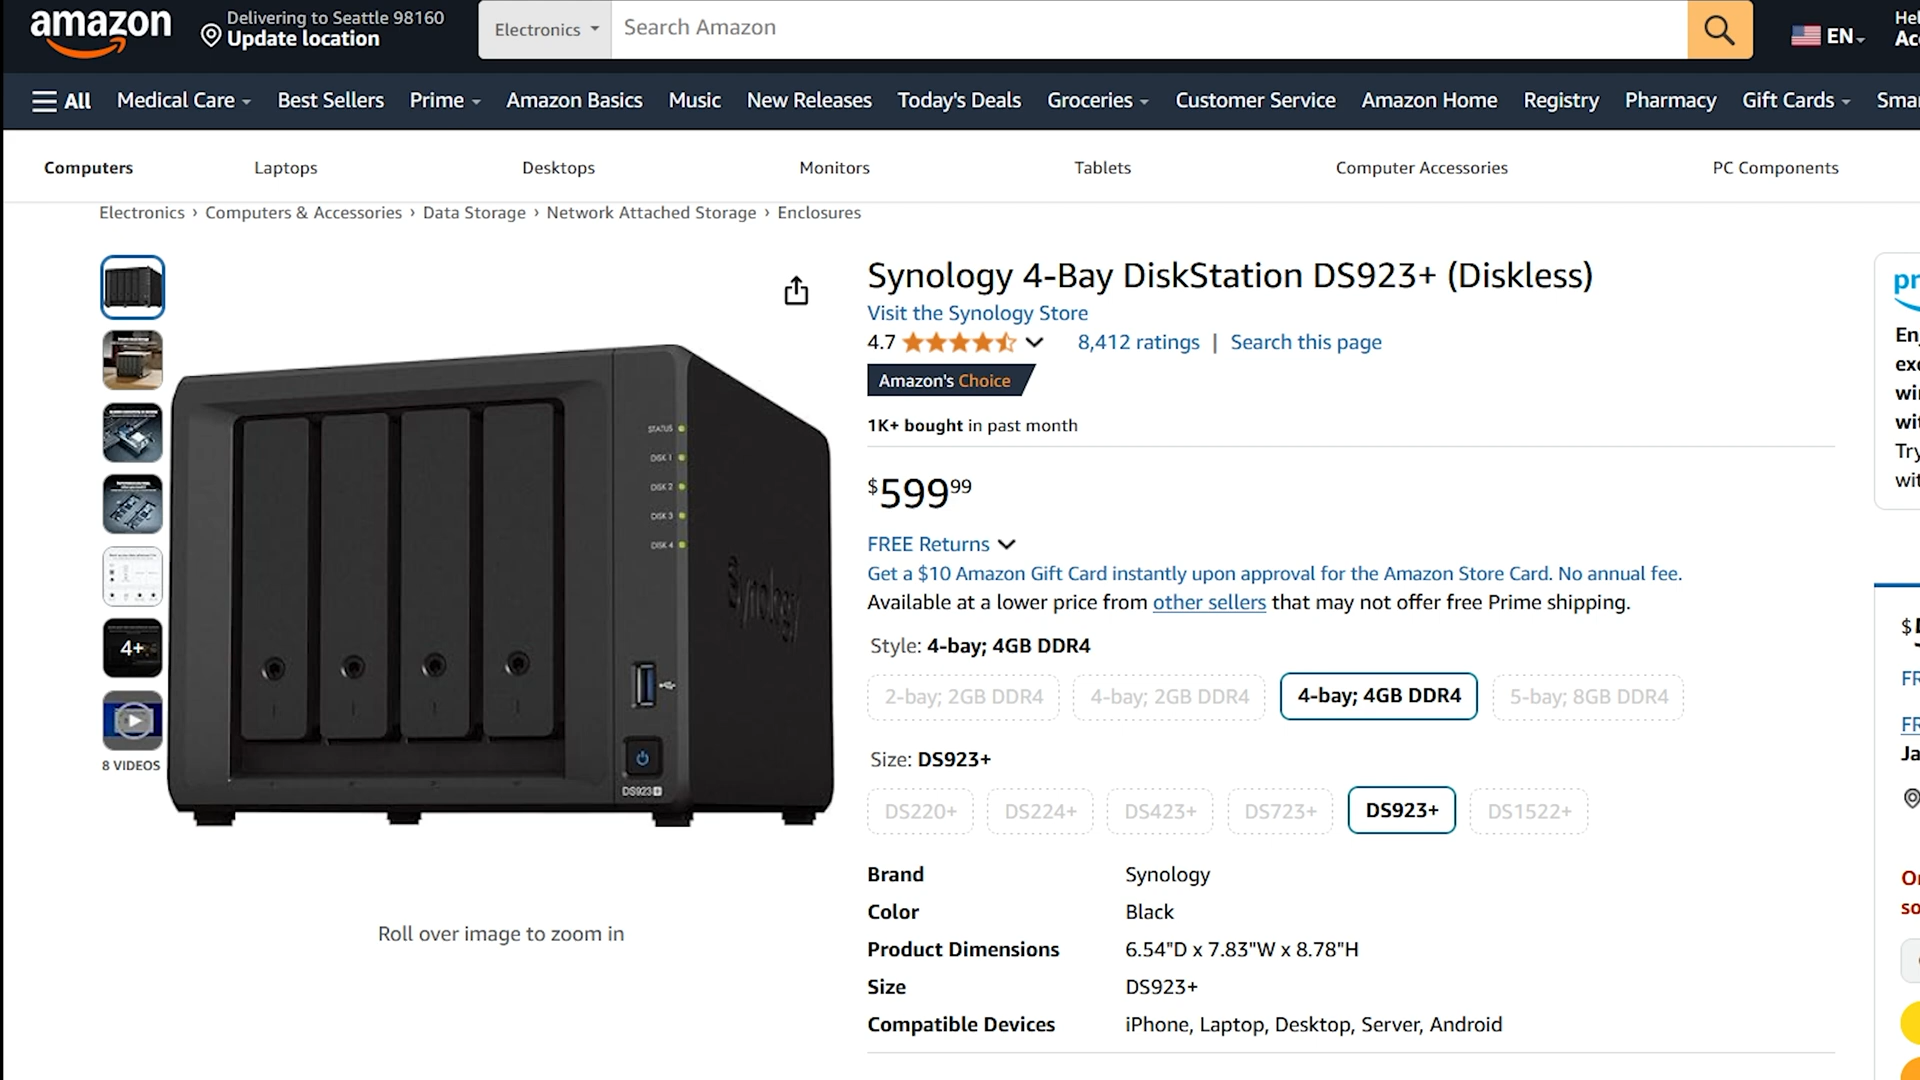 amazon
Delivering to Seattle 98160
Update location
Electronics
Search Amazon
EN
All
Medical Care
Best Sellers
Prime
Amazon Basics
Music
New Releases
Today's Deals
Groceries
Customer Service
Amazon Home
Registry
Pharmacy
Gift Cards
Computers
Laptops
Desktops
Monitors
Tablets
Computer Accessories
PC Components
Electronics › Computers & Accessories › Data Storage › Network Attached Storage › Enclosures
Synology 4-Bay DiskStation DS923+ (Diskless)
Visit the Synology Store
4.7
8,412 ratings | Search this page
Amazon's Choice
1K+ bought in past month
$599 99
FREE Returns
Get a $10 Amazon Gift Card instantly upon approval for the Amazon Store Card. No annual fee.
Available at a lower price from other sellers that may not offer free Prime shipping.
Style: 4-bay; 4GB DDR4
2-bay; 2GB DDR4
4-bay; 2GB DDR4
4-bay; 4GB DDR4
5-bay; 8GB DDR4
Size: DS923+
DS220+
DS224+
DS423+
DS723+
DS923+
DS1522+
Brand Synology
Color Black
Product Dimensions 6.54"D x 7.83"W x 8.78"H
Size DS923+
Compatible Devices iPhone, Laptop, Desktop, Server, Android
4+
8 VIDEOS
STATUS
DISK 1
DISK 2
DISK 3
DISK 4
Synology
DS923+
Roll over image to zoom in